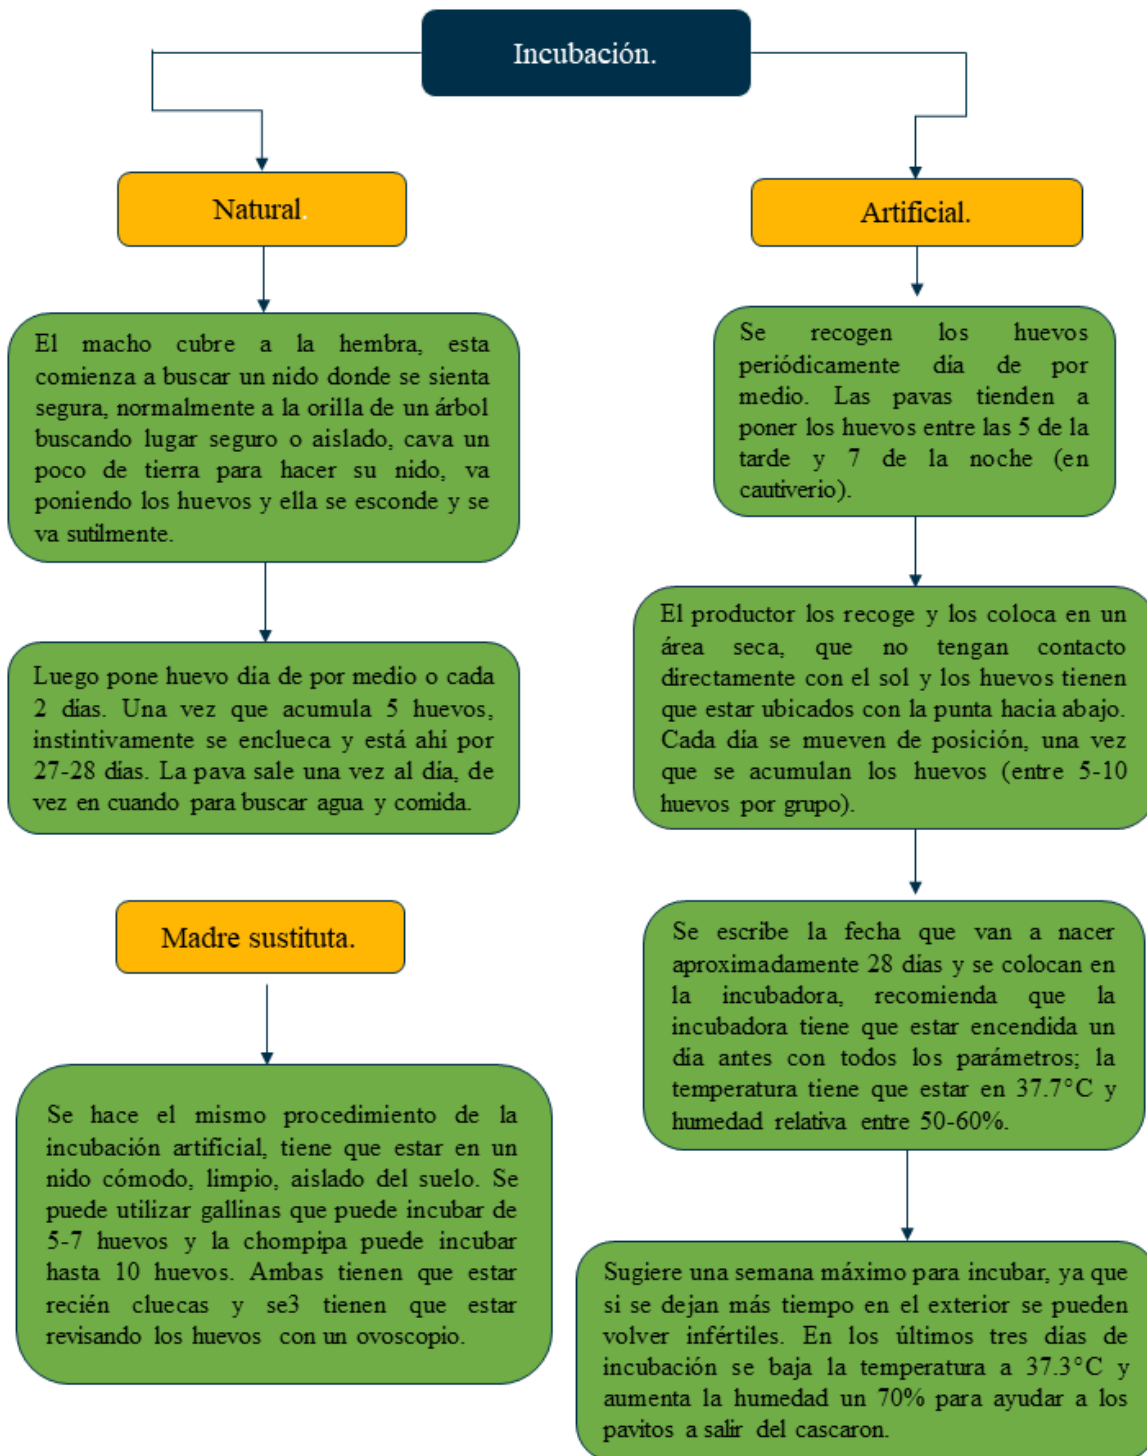 Incubación.
Natural.
El macho cubre a la hembra, esta
comienza a buscar un nido donde se sienta
segura, normalmente a la orilla de un árbol
buscando lugar seguro o aislado, cava un
poco de tierra para hacer su nido, va
poniendo los huevos y ella se esconde y se
va sutilmente.
Luego pone huevo día de por medio o cada
2 días. Una vez que acumula 5 huevos,
instintivamente se enclueca y está ahí por
27-28 días. La pava sale una vez al día, de
vez en cuando para buscar agua y comida.
Madre sustituta.
Se hace el mismo procedimiento de la
incubación artificial, tiene que estar en un
nido cómodo, limpio, aislado del suelo. Se
puede utilizar gallinas que puede incubar de
5-7 huevos y la chompipa puede incubar
hasta 10 huevos. Ambas tienen que estar
recién cluecas y se3 tienen que estar
revisando los huevos con un ovoscopio.
Artificial.
Se recogen los huevos
periódicamente día de por
medio. Las pavas tienden a
poner los huevos entre las 5 de la
tarde y 7 de la noche (en
cautiverio).
El productor los recoge y los coloca en un
área seca, que no tengan contacto
directamente con el sol y los huevos tienen
que estar ubicados con la punta hacia abajo.
Cada día se mueven de posición, una vez
que se acumulan los huevos (entre 5-10
huevos por grupo).
Se escribe la fecha que van a nacer
aproximadamente 28 días y se colocan en
la incubadora, recomienda que la
incubadora tiene que estar encendida un
día antes con todos los parámetros; la
temperatura tiene que estar en 37.7°C y
humedad relativa entre 50-60%.
Sugiere una semana máximo para incubar, ya que
si se dejan más tiempo en el exterior se pueden
volver infértiles. En los últimos tres días de
incubación se baja la temperatura a 37.3°C y
aumenta la humedad un 70% para ayudar a los
pavitos a salir del cascaron.